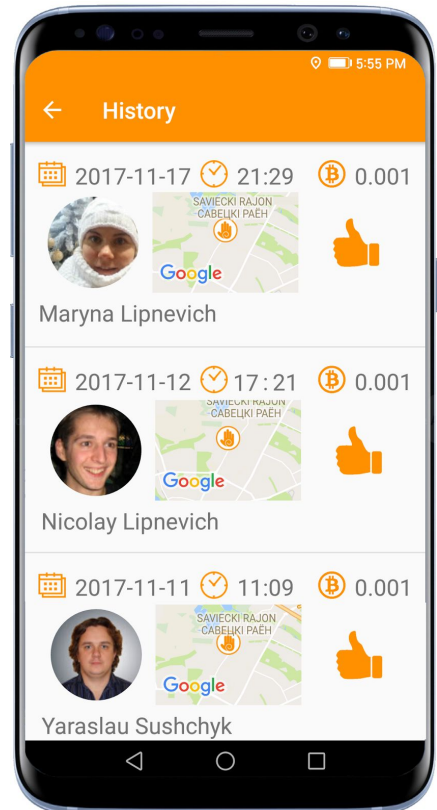 5:55 PM
History
2017-11-17 21:29 0.001
SAVIECKI RAJON
САВЕЦКІ РАЁН
Google
Maryna Lipnevich
2017-11-12 17:21 0.001
SAVIECKI RAJON
САВЕЦКІ РАЁН
Google
Nicolay Lipnevich
2017-11-11 11:09 0.001
SAVIECKI RAJON
САВЕЦКІ РАЁН
Google
Yaraslau Sushchyk